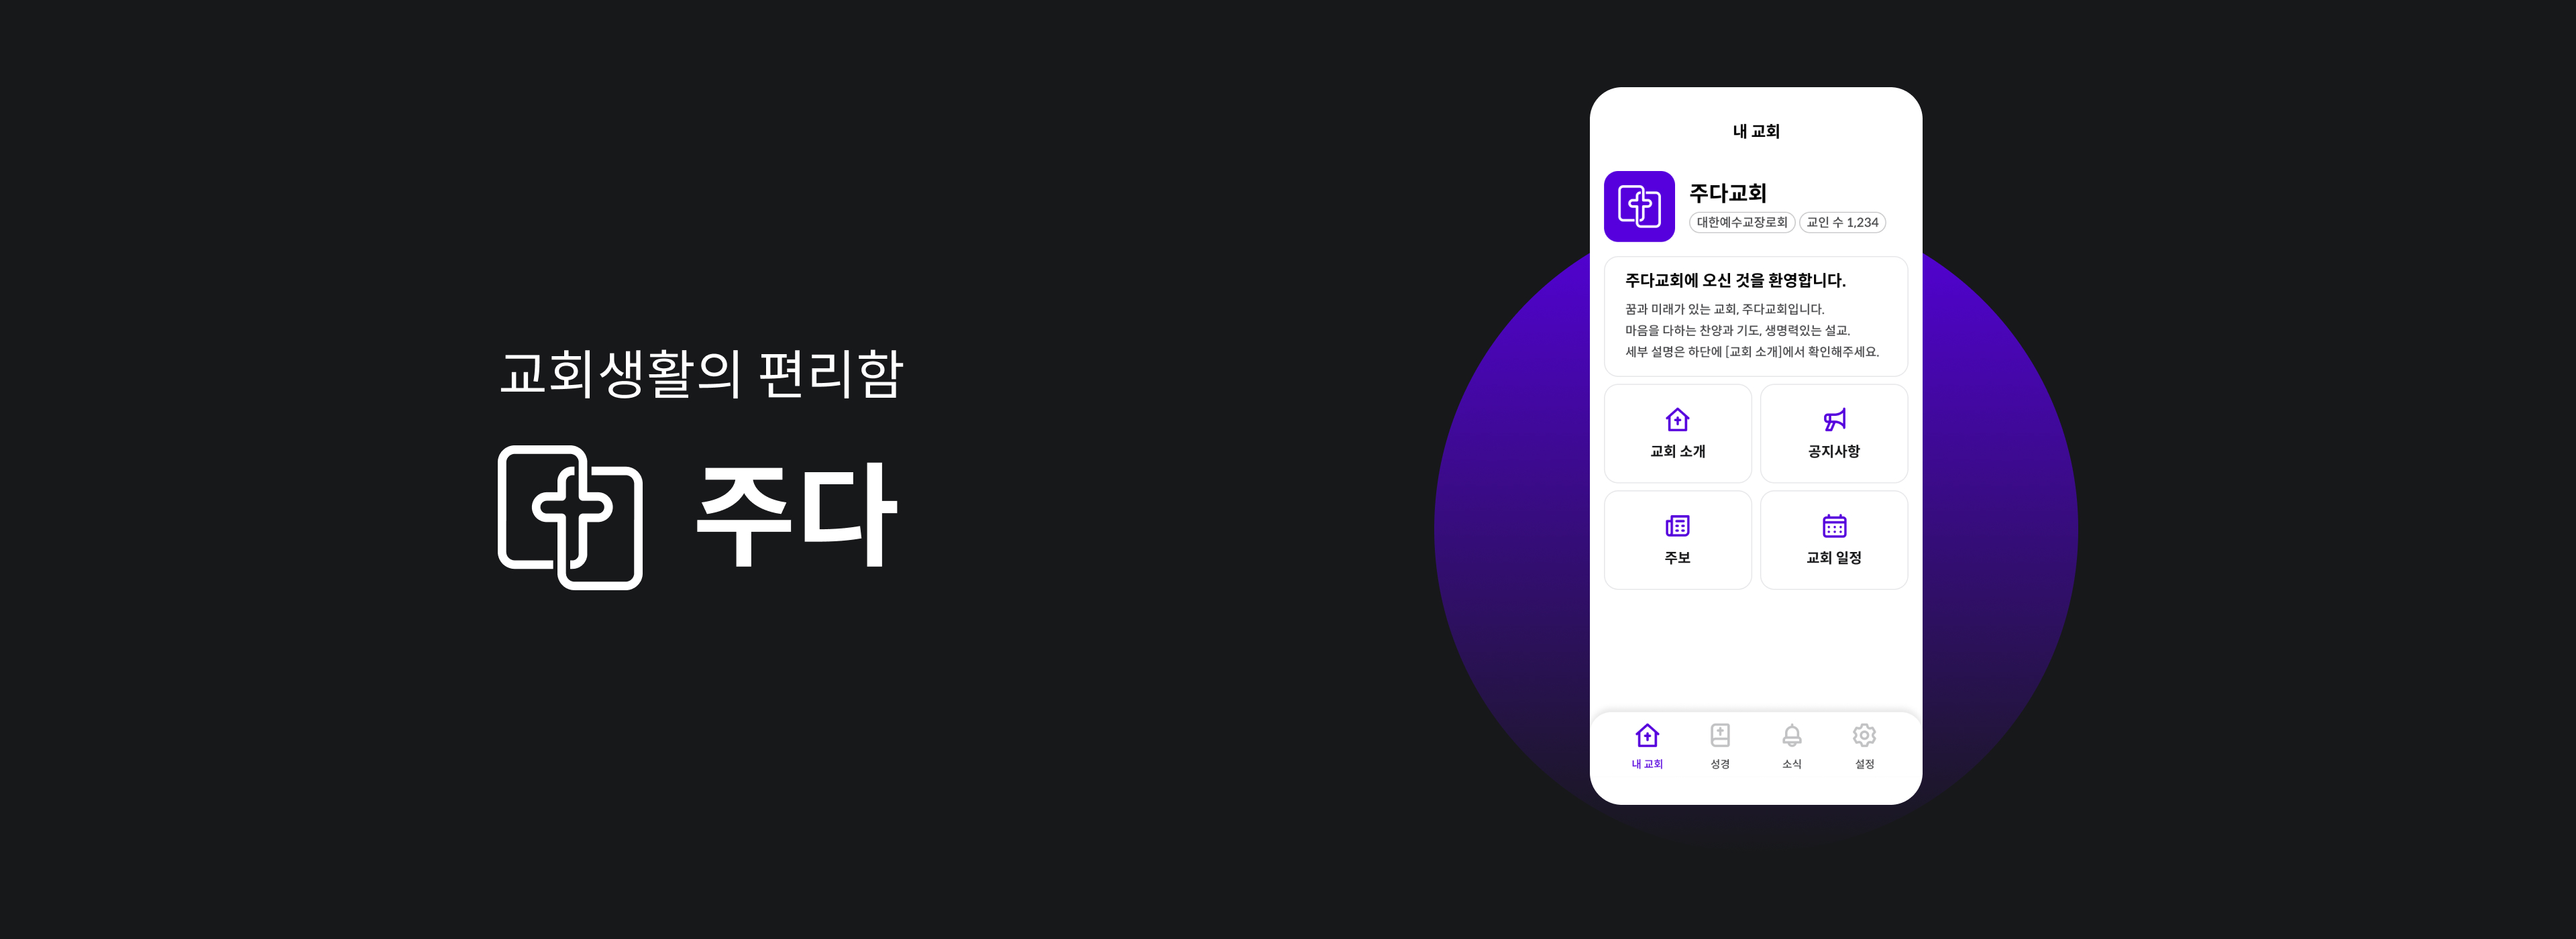 교회생활의 편리함
주다
내 교회
주다교회
대한예수교장로회 교인 수 1,234
주다교회에 오신 것을 환영합니다.
꿈과 미래가 있는 교회, 주다교회입니다.
마음을 다하는 찬양과 기도, 생명력있는 설교.
세부 설명은 하단에 [교회 소개]에서 확인해주세요.
교회 소개 공지사항
주보 교회 일정
내 교회 성경 소식 설정